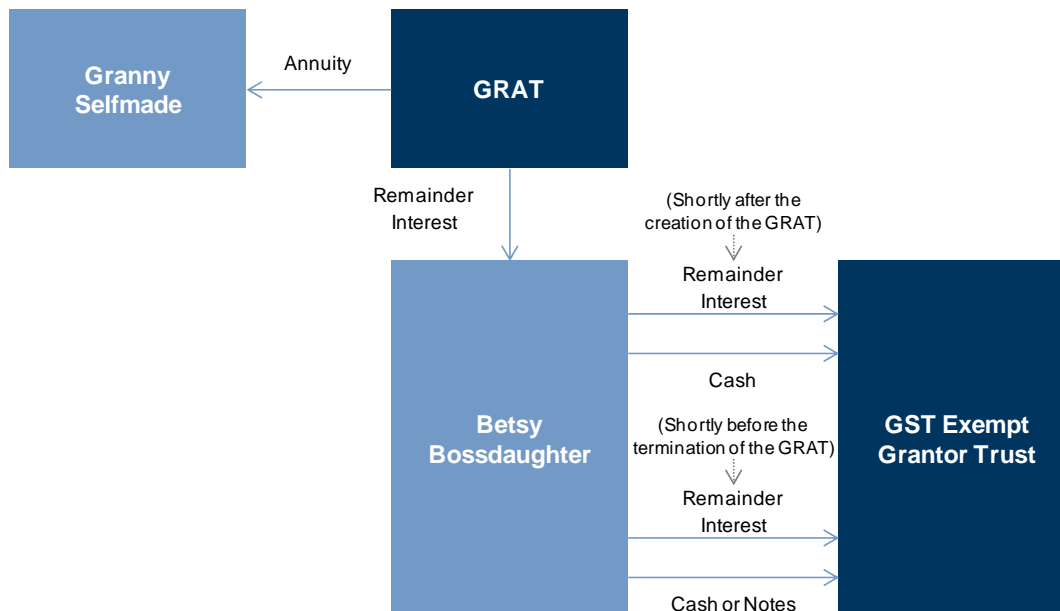 Granny
Selfmade
Annuity
GRAT
Remainder
Interest
(Shortly after the
creation of the GRAT)
Remainder
Interest
Cash
Betsy
Bossdaughter
(Shortly before the
termination of the GRAT)
Remainder
Interest
Cash or Notes
GST Exempt
Grantor Trust